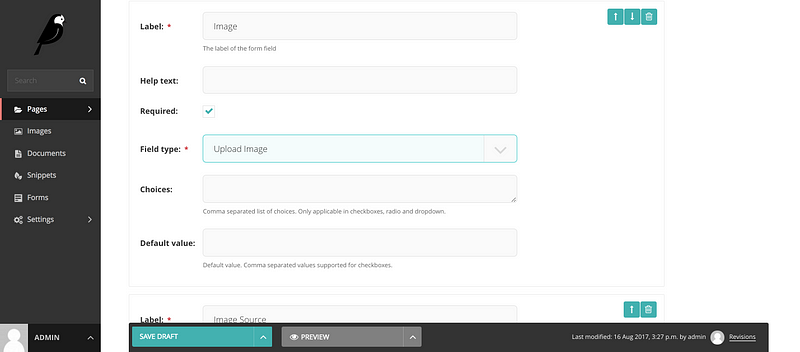 Search
Pages
Images
Documents
Snippets
Forms
Settings
ADMIN
Label: * Image
The label of the form field
Help text:
Required:
Field type: * Upload Image
Choices:
Comma separated list of choices. Only applicable in checkboxes, radio and dropdown.
Default value:
Default value. Comma separated values supported for checkboxes.
Label: * Image Source
SAVE DRAFT
PREVIEW
Last modified: 16 Aug 2017, 3:27 p.m. by admin
Revisions